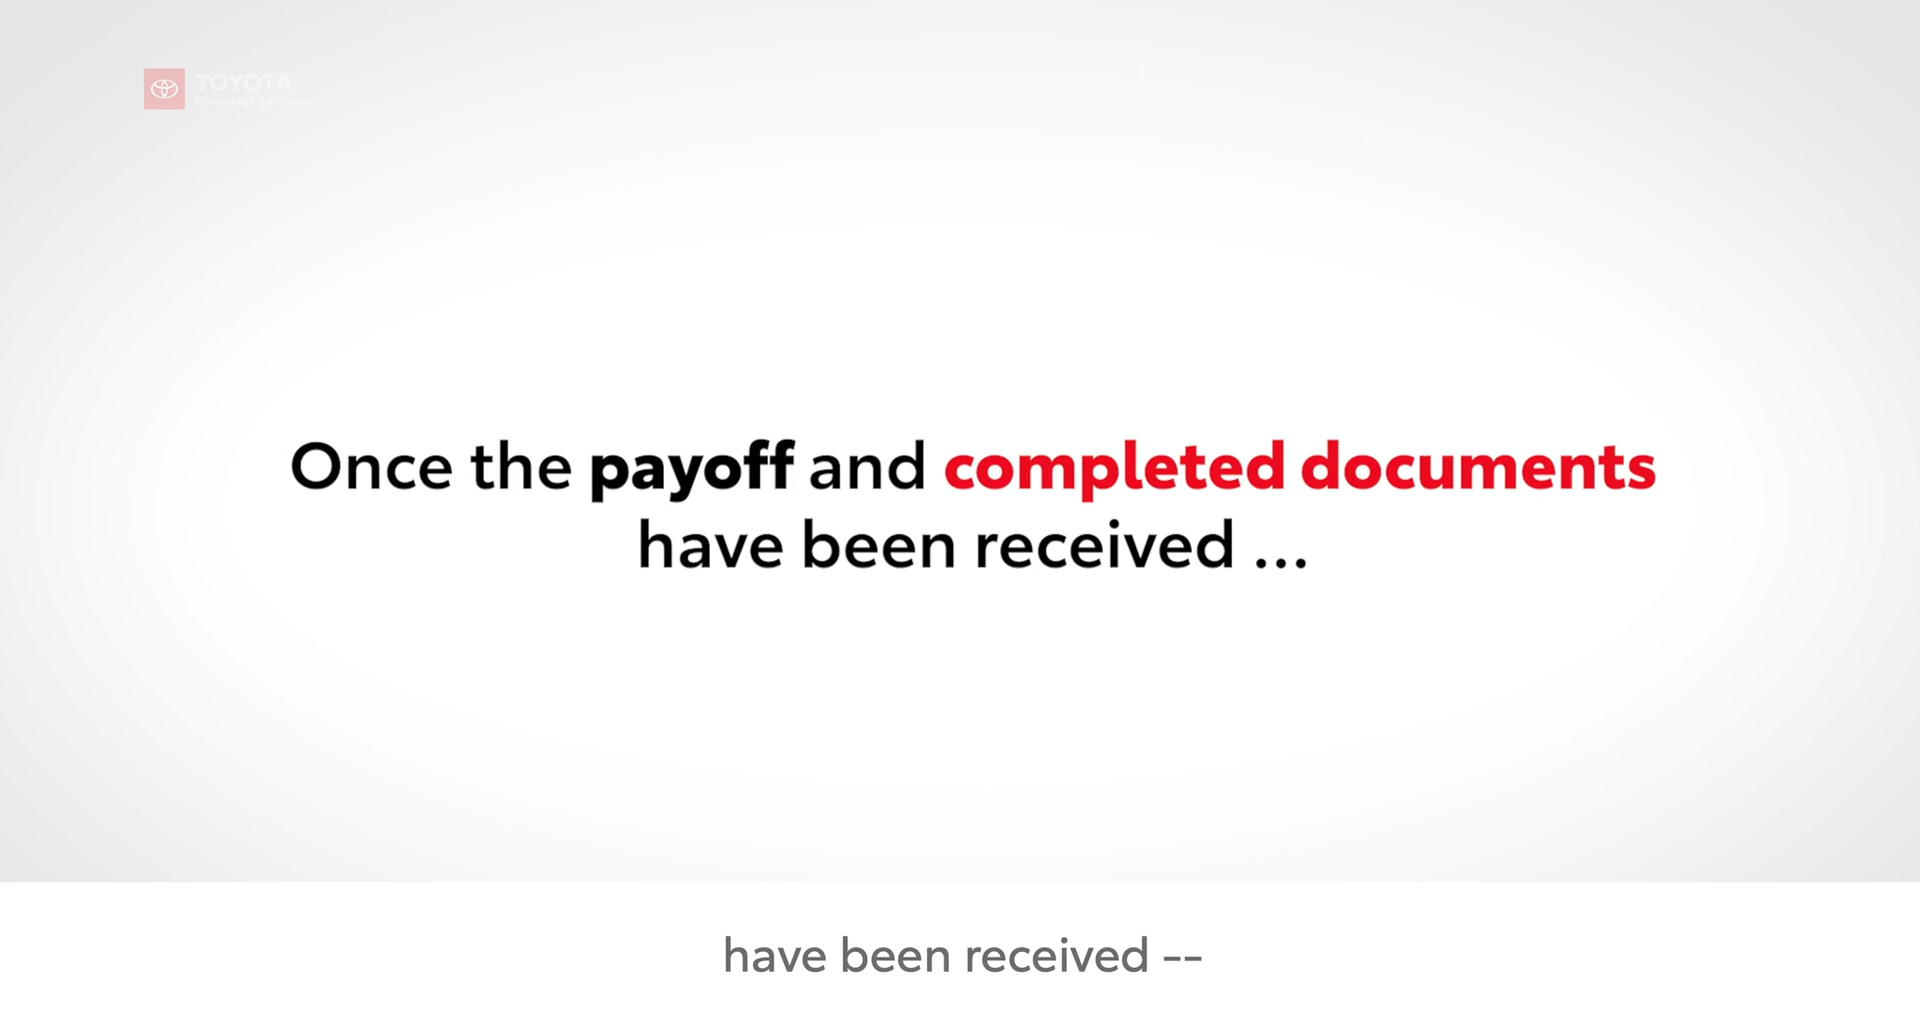 TOYOTA
Financial Services
Once the payoff and completed documents
have been received ...
have been received --